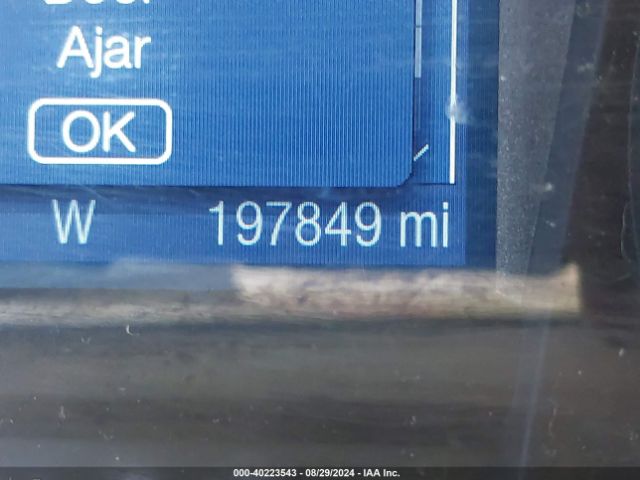 Ajar
OK
W 197849 mi
000-40223543 - 08/29/2024 - IAA Inc.